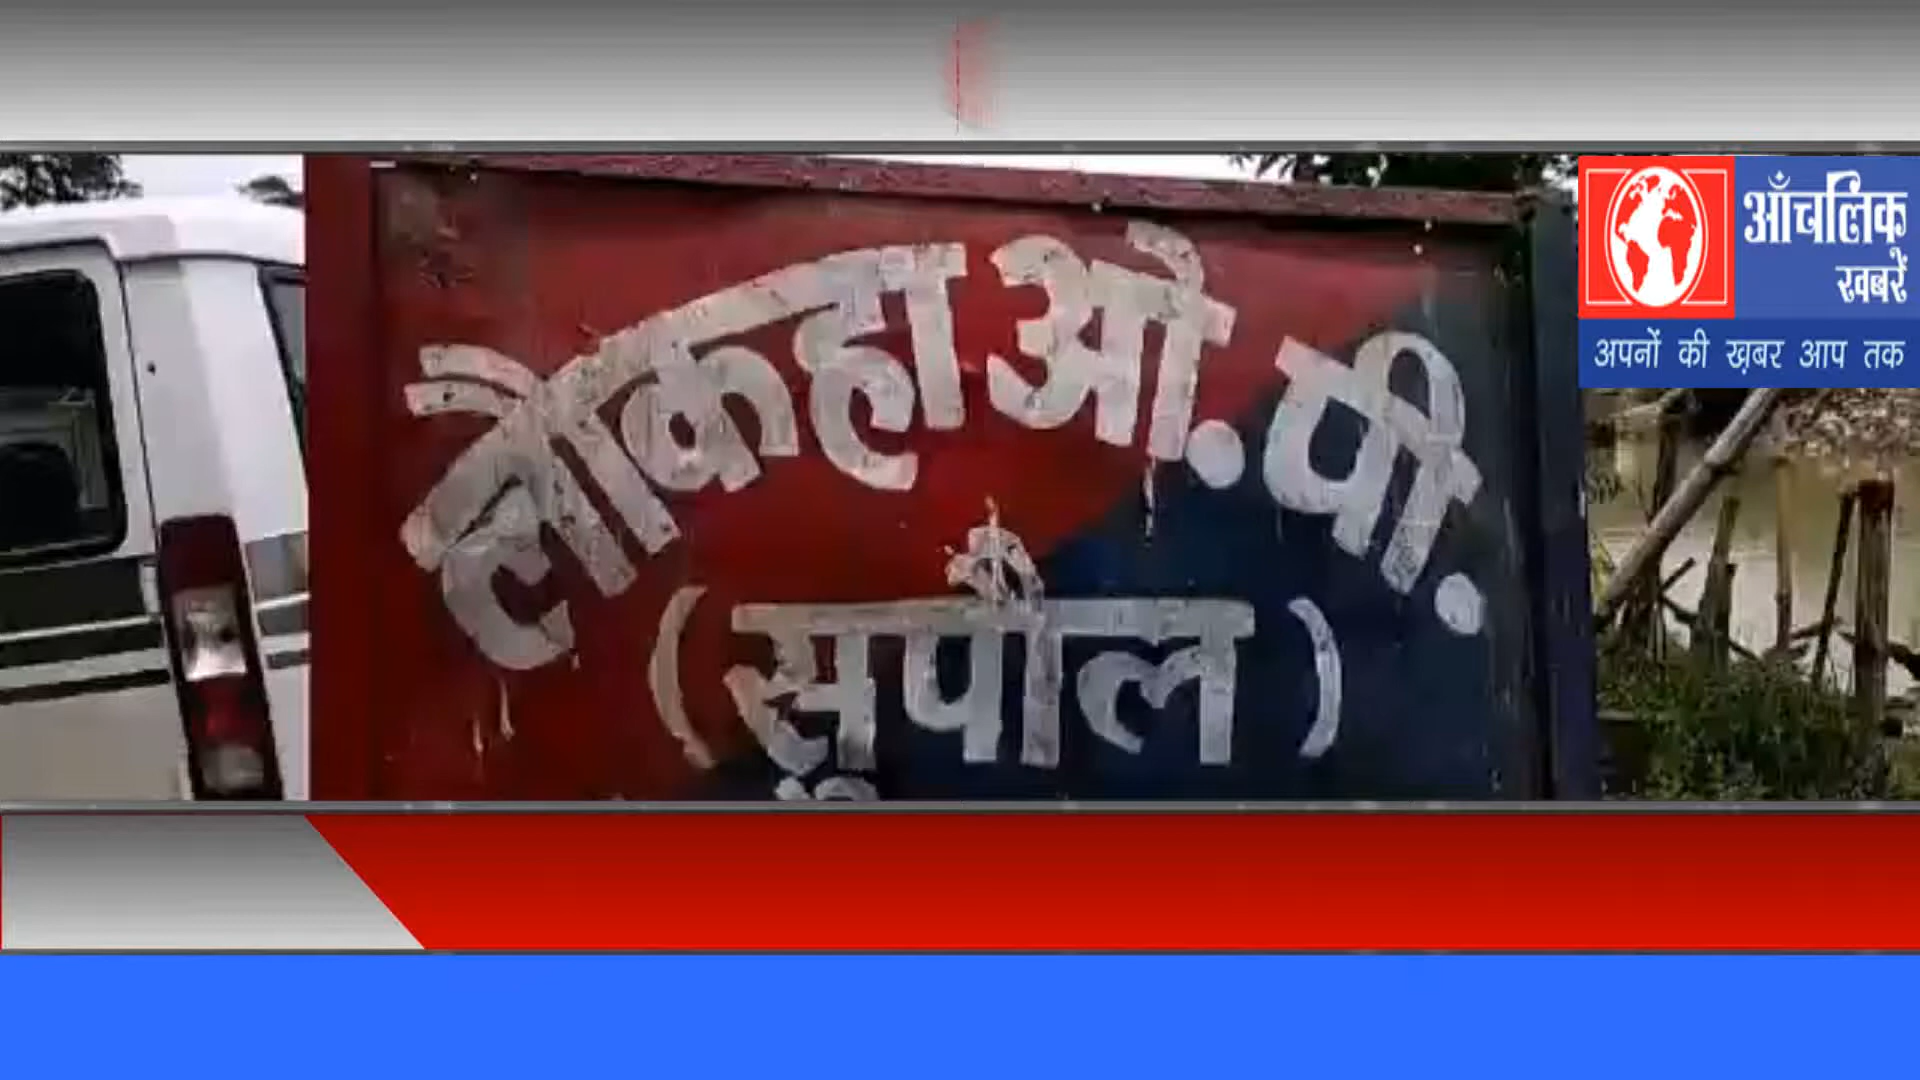 लोकहा ओ. पी.
(सुपौल)
आँचलिक
खबरें
अपनों की ख़बर आप तक